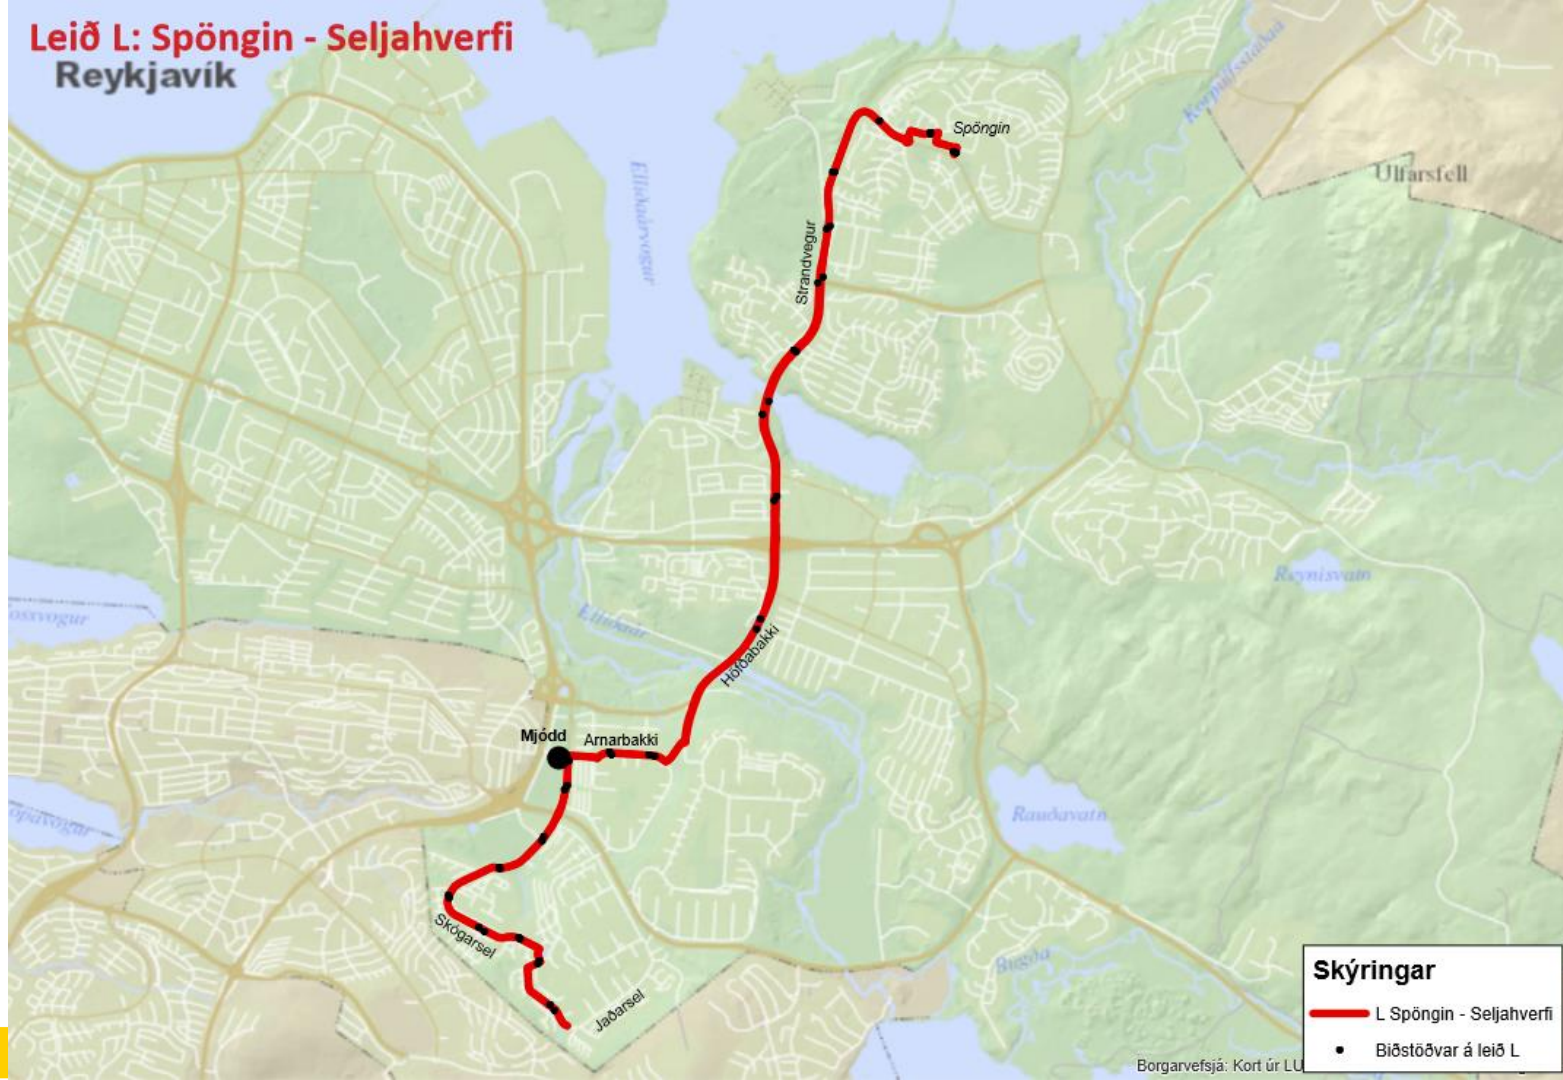 Leið L: Spöngin - Seljahverfi
Reykjavík
Spöngin
Úlfarsfell
Elliðaárvogur
Strandvegur
Reynisvatn
Elliðaár
Höfðabakki
Mjódd
Arnarbakki
Rauðavatn
Skógarsel
Bugða
Jaðarsel
Skýringar
L Spöngin - Seljahverfi
Biðstöðvar á leið L
Borgarvefsjá: Kort úr LU